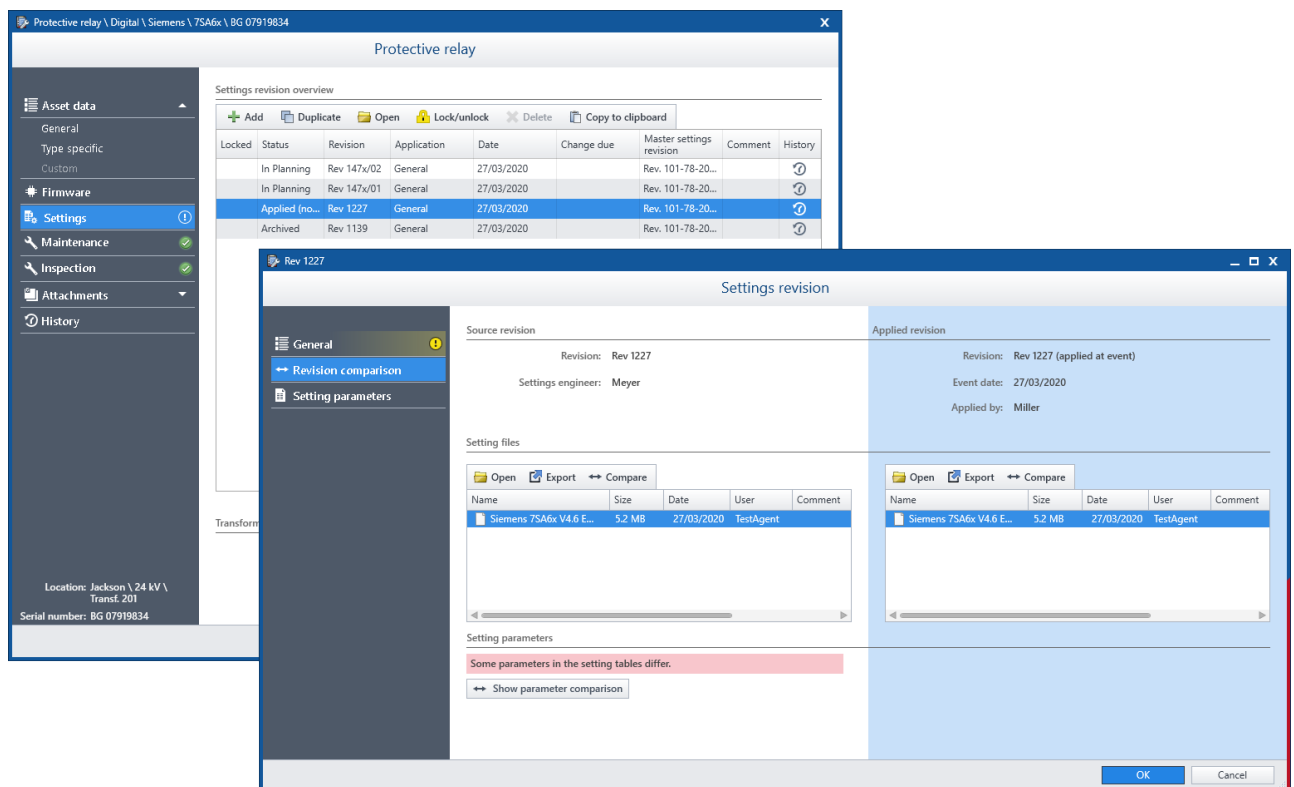 Protective relay \ Digital \ Siemens \ 7SA6x \ BG 07919834 X
Protective relay
Asset data
General
Type specific
Custom
Firmware
Settings
Maintenance
Inspection
Attachments
History
Location: Jackson \ 24 kV \
Transf. 201
Serial number: BG 07919834
Settings revision overview
Add Duplicate Open Lock/unlock Delete Copy to clipboard
Locked Status Revision Application Date Change due Master settings revision Comment History
In Planning Rev 147x/02 General 27/03/2020 Rev. 101-78-20...
In Planning Rev 147x/01 General 27/03/2020 Rev. 101-78-20...
Applied (no... Rev 1227 General 27/03/2020 Rev. 101-78-20...
Archived Rev 1139 General 27/03/2020 Rev. 101-78-20...
Transform
Rev 1227 X
Settings revision
General
Revision comparison
Setting parameters
Source revision
Revision: Rev 1227
Settings engineer: Meyer
Applied revision
Revision: Rev 1227 (applied at event)
Event date: 27/03/2020
Applied by: Miller
Setting files
Open Export Compare
Name Size Date User Comment
Siemens 7SA6x V4.6 E... 5.2 MB 27/03/2020 TestAgent
Open Export Compare
Name Size Date User Comment
Siemens 7SA6x V4.6 E... 5.2 MB 27/03/2020 TestAgent
Setting parameters
Some parameters in the setting tables differ.
Show parameter comparison
OK Cancel